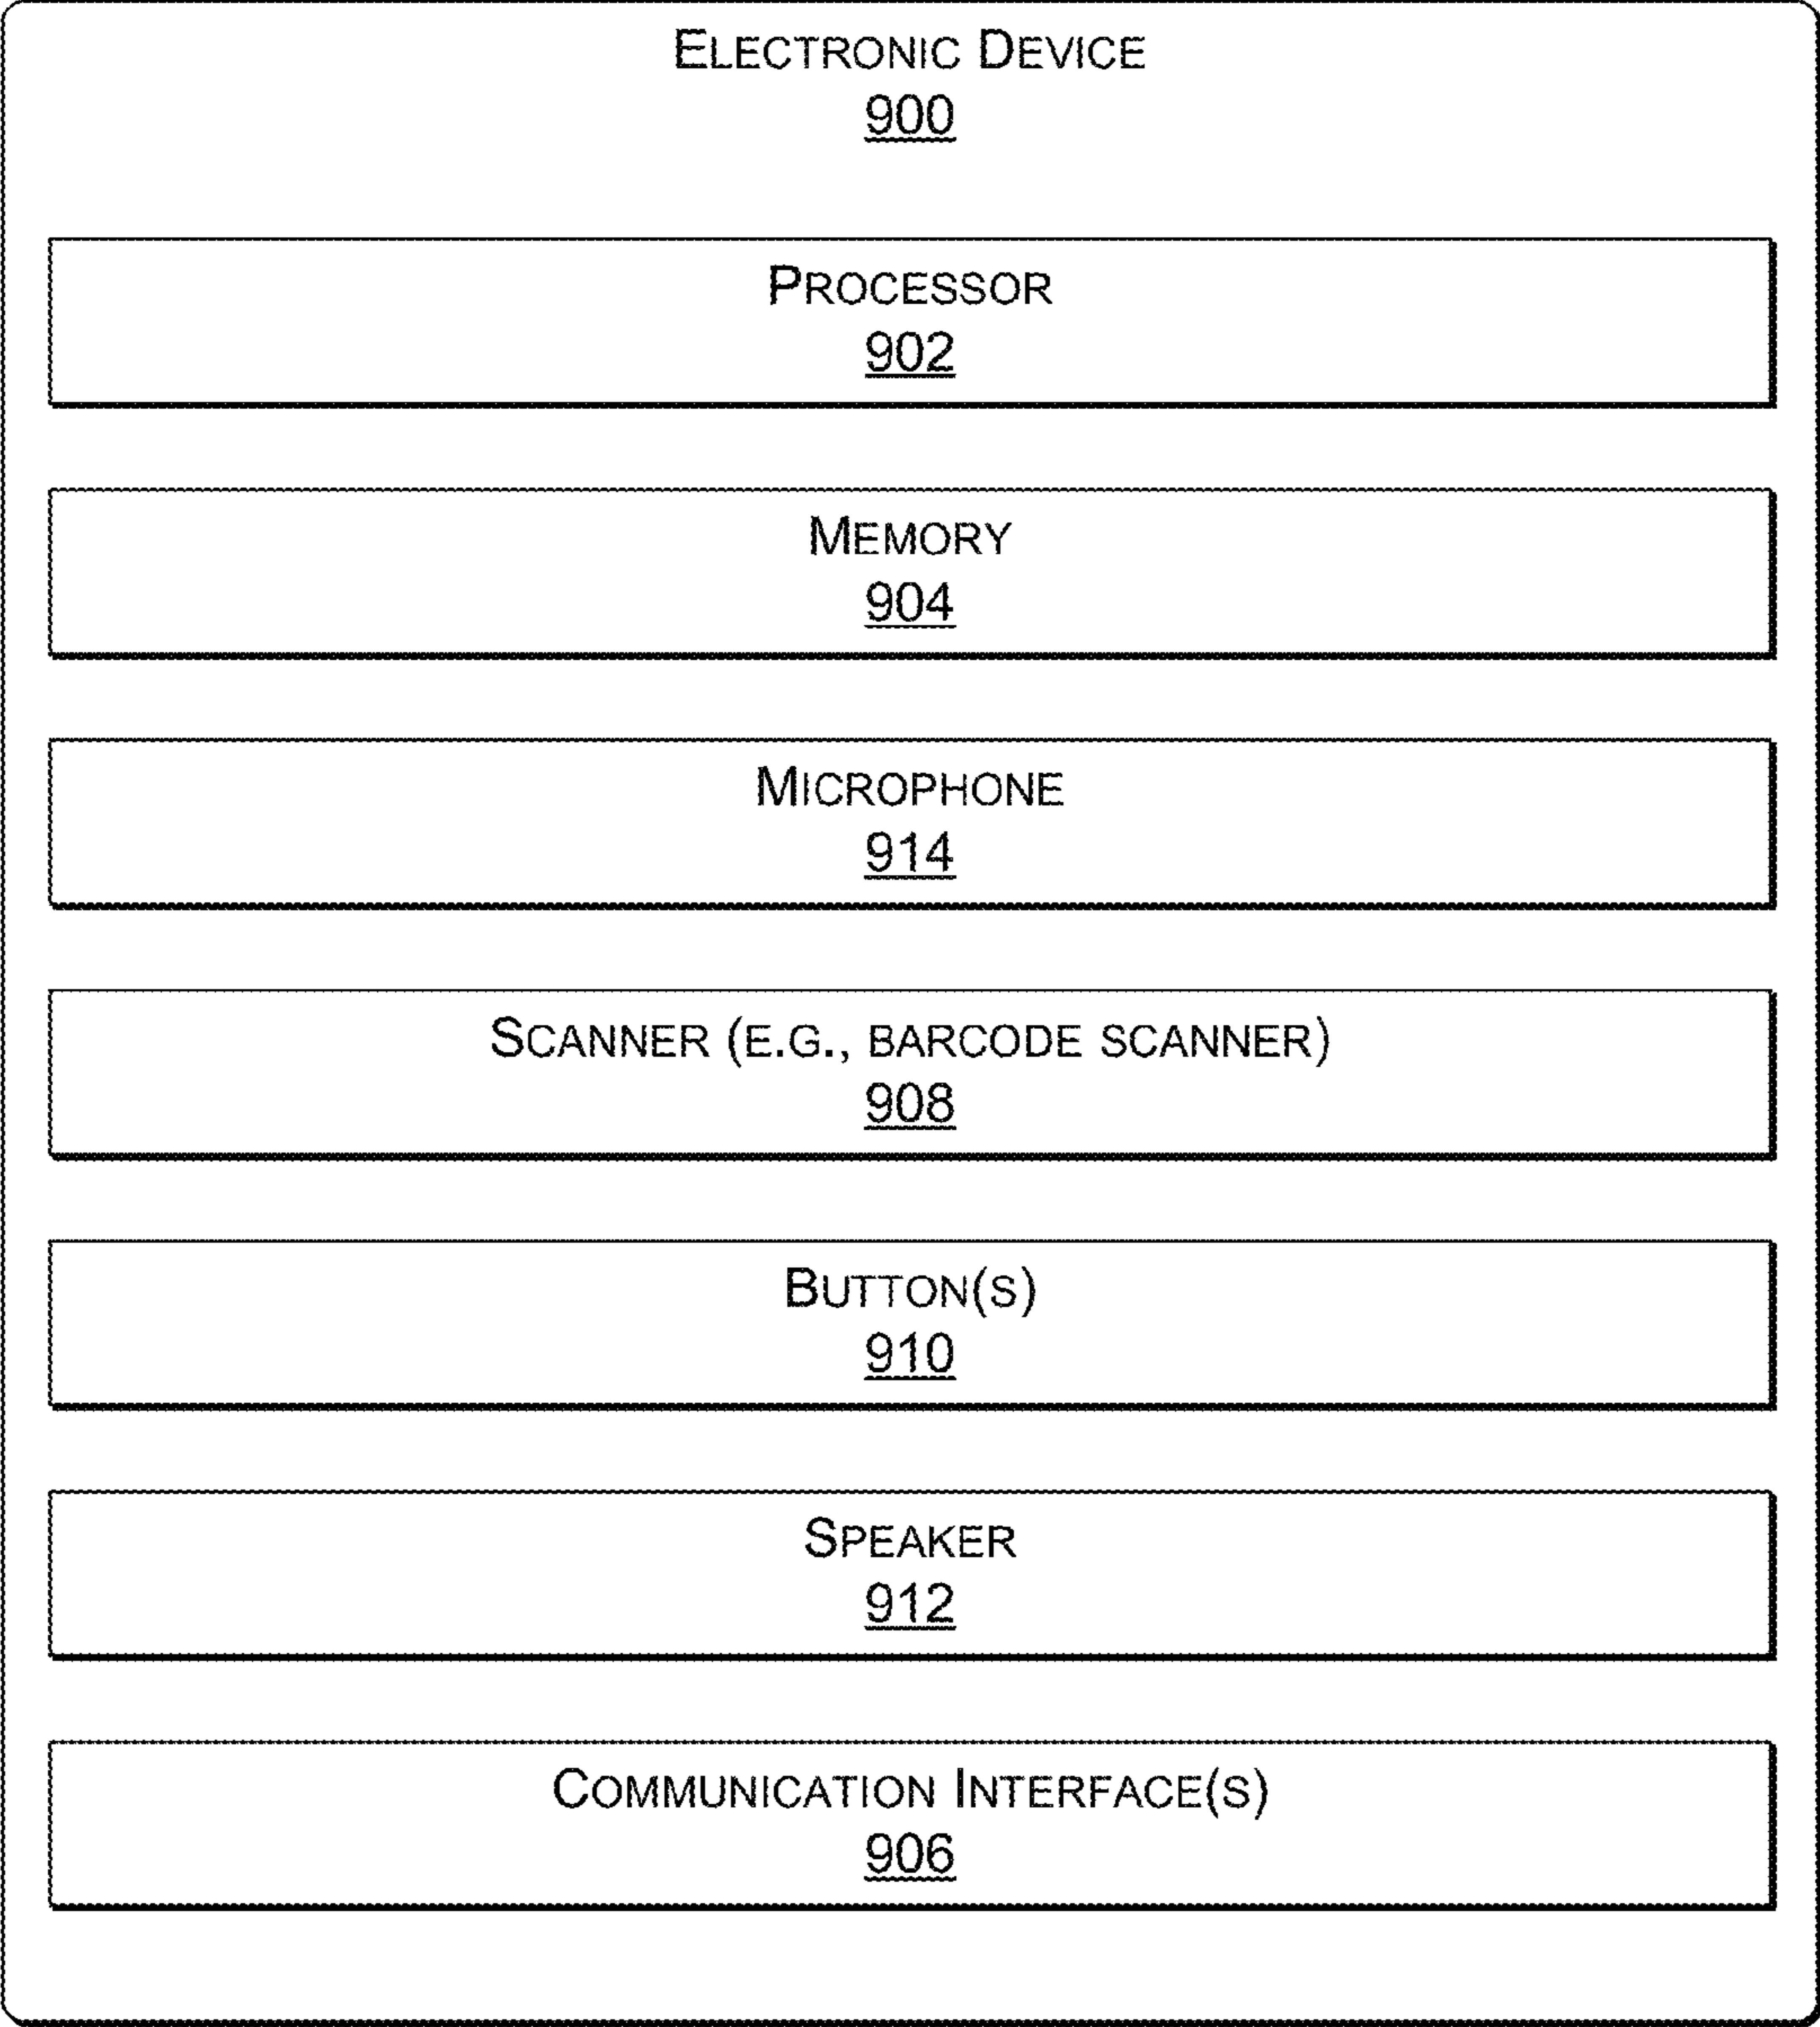 ELECTRONIC DEVICE
900
PROCESSOR
902
MEMORY
904
MICROPHONE
914
SCANNER (E.G., BARCODE SCANNER)
908
BUTTON(S)
910
SPEAKER
912
COMMUNICATION INTERFACE(S)
906